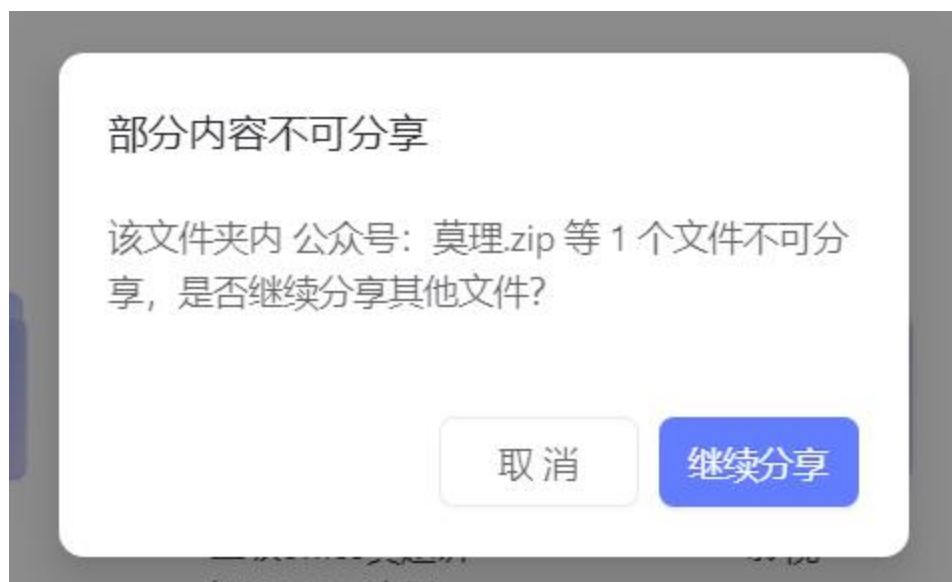 部分内容不可分享
该文件夹内 公众号：莫理.zip 等 1 个文件不可分
享，是否继续分享其他文件？
取消
继续分享